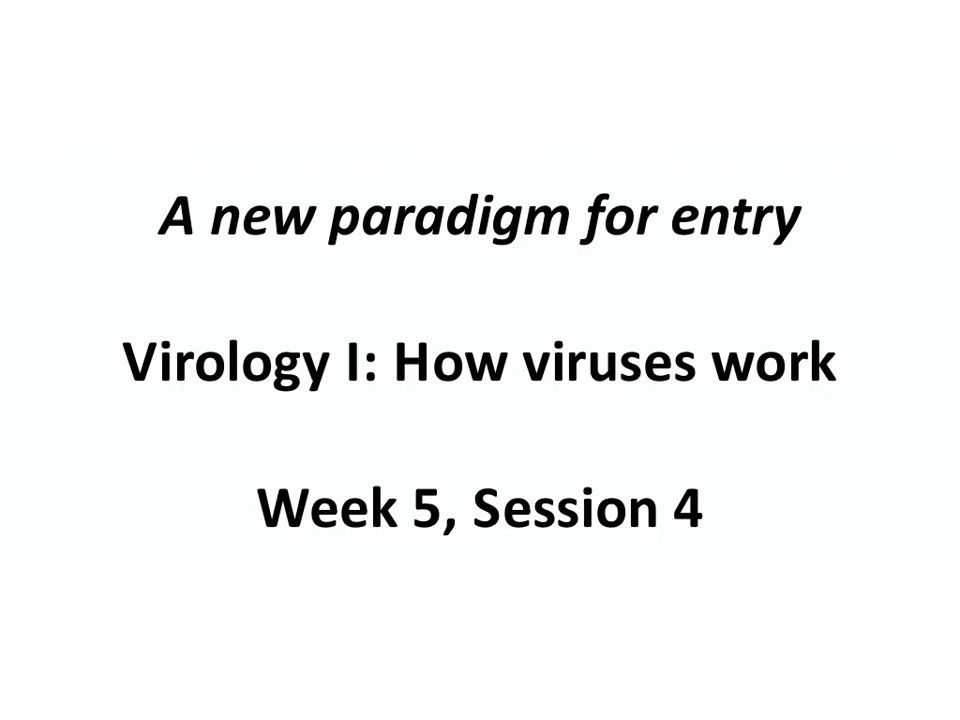 A new paradigm for entry
Virology I: How viruses work
Week 5, Session 4